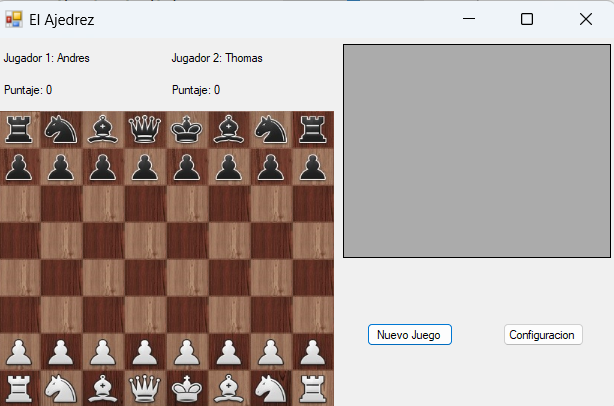 El Ajedrez
Jugador 1: Andres
Jugador 2: Thomas
Puntaje: 0
Puntaje: 0
Nuevo Juego
Configuracion